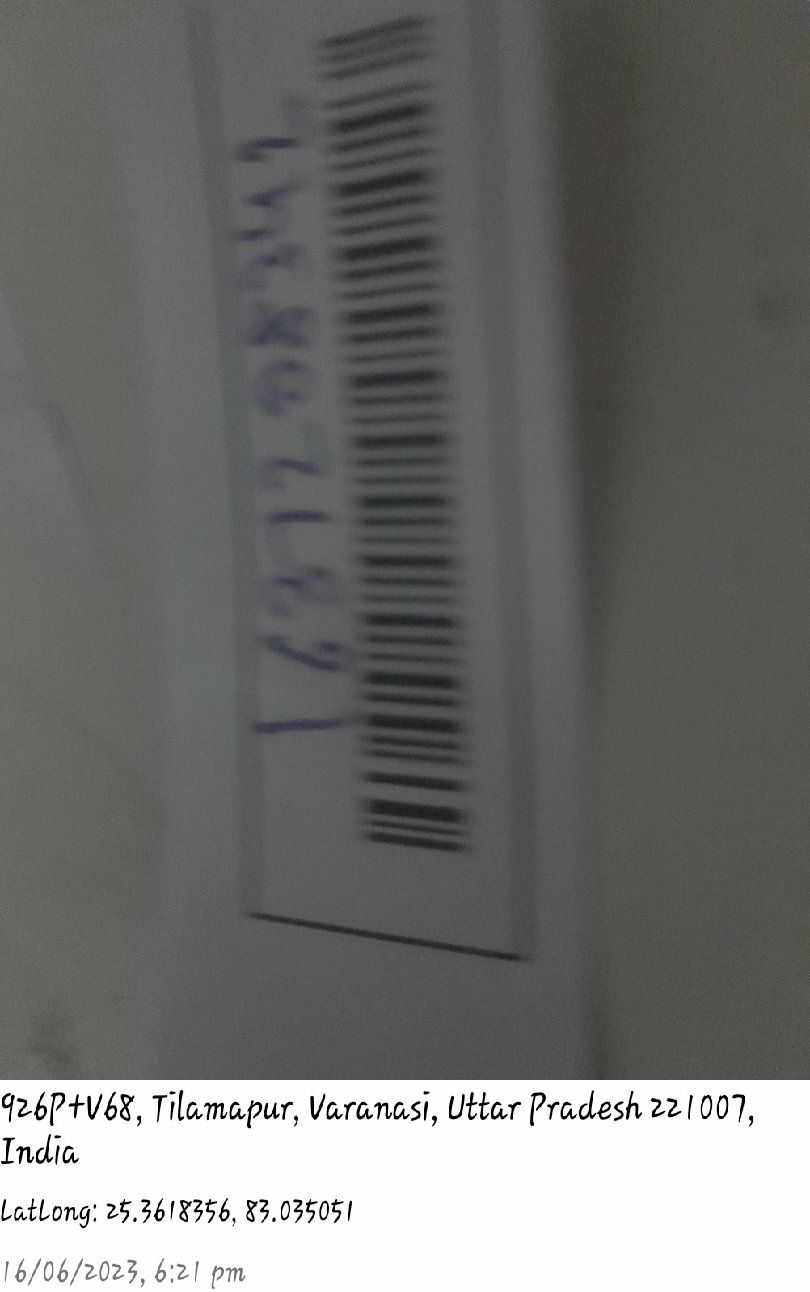 926P+V68, Tilamapur, Varanasi, Uttar Pradesh 221007,
India
LatLong: 25.3618356, 83.035051
16/06/2023, 6:21 pm